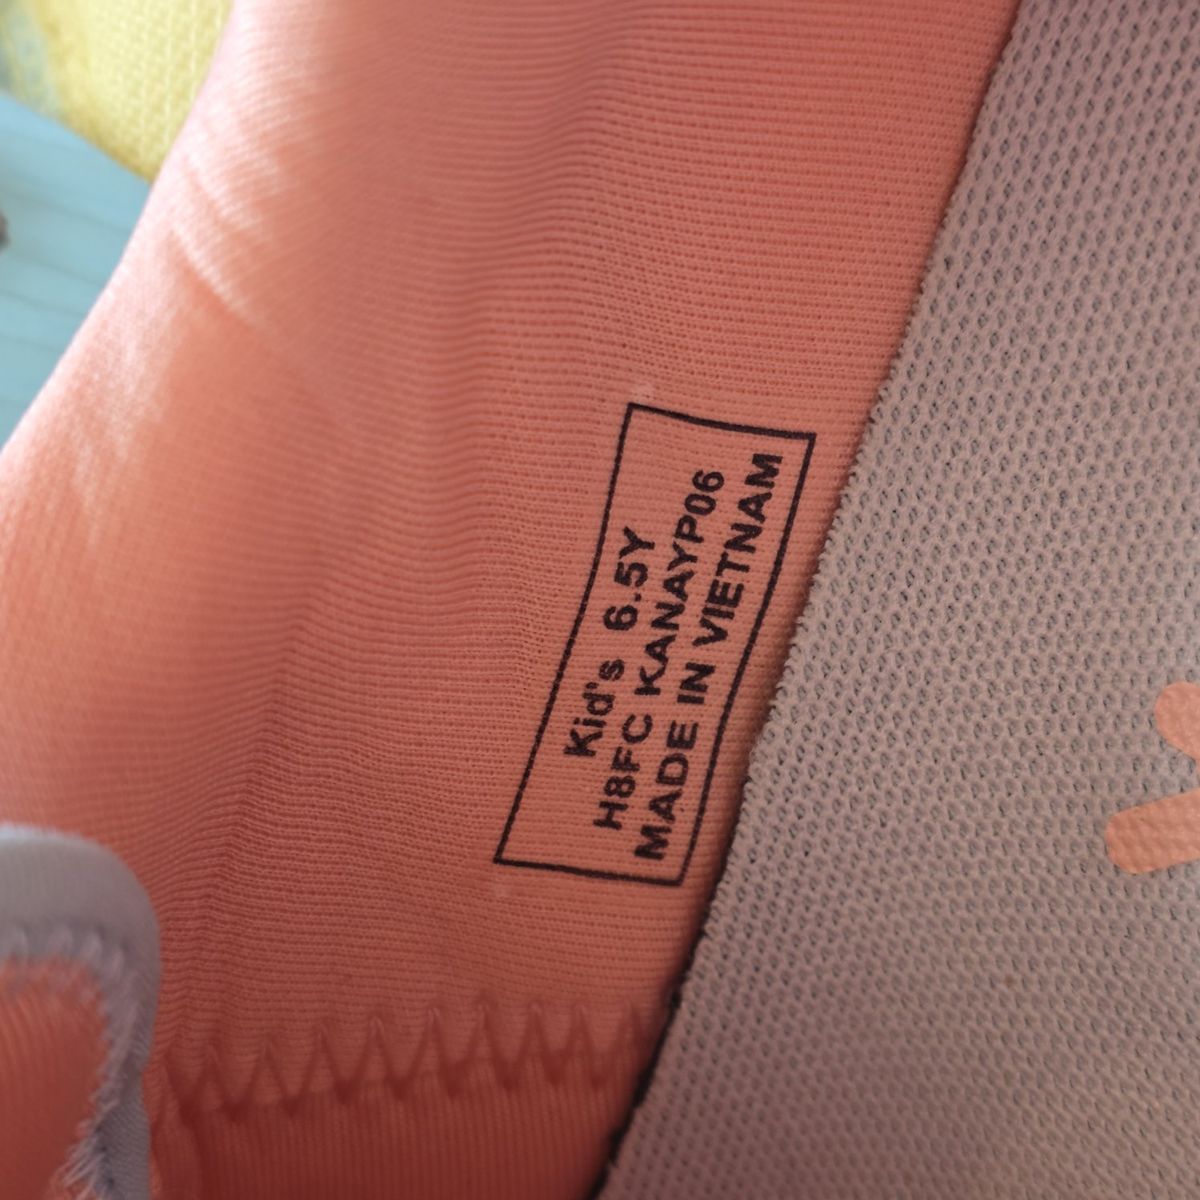 Kid's 6.5Y
H8FC KANAYP06
MADE IN VIETNAM